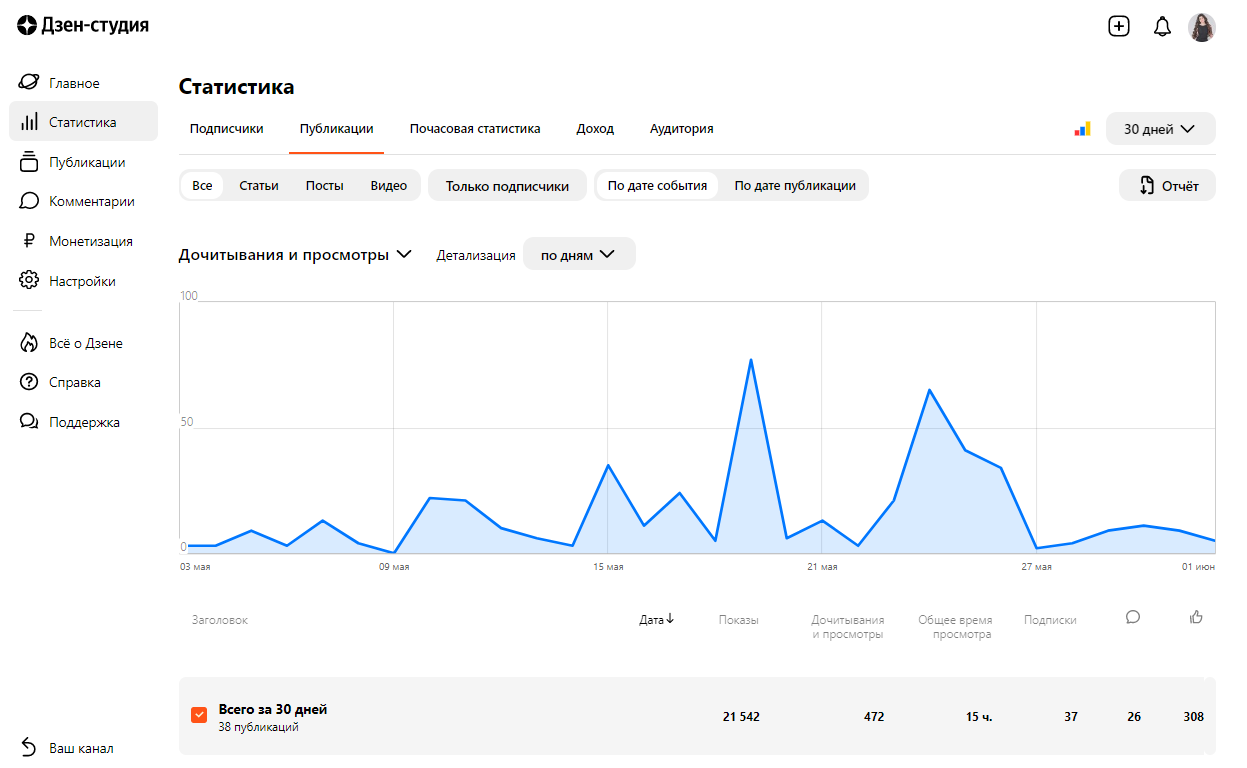 Дзен-студия
Главное
Статистика
Публикации
Комментарии
Монетизация
Настройки
Всё о Дзене
Справка
Поддержка
Ваш канал
Статистика
Подписчики Публикации Почасовая статистика Доход Аудитория 30 дней
Все Статьи Посты Видео Только подписчики По дате события По дате публикации Отчёт
Дочитывания и просмотры Детализация по дням
100
50
0
03 мая 09 мая 15 мая 21 мая 27 мая 01 июн
Заголовок Дата Показы Дочитывания и просмотры Общее время просмотра Подписки
Всего за 30 дней 21 542 472 15 ч. 37 26 308
38 публикаций